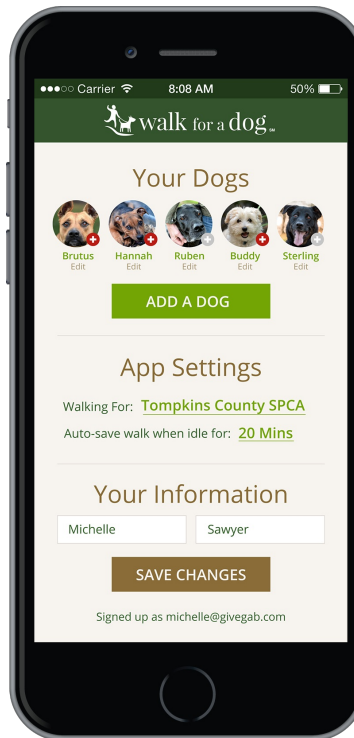 Carrier 8:08 AM 50%
walk for a dog SM
Your Dogs
Brutus Hannah Ruben Buddy Sterling
Edit Edit Edit Edit Edit
ADD A DOG
App Settings
Walking For: Tompkins County SPCA
Auto-save walk when idle for: 20 Mins
Your Information
Michelle Sawyer
SAVE CHANGES
Signed up as michelle@givegab.com